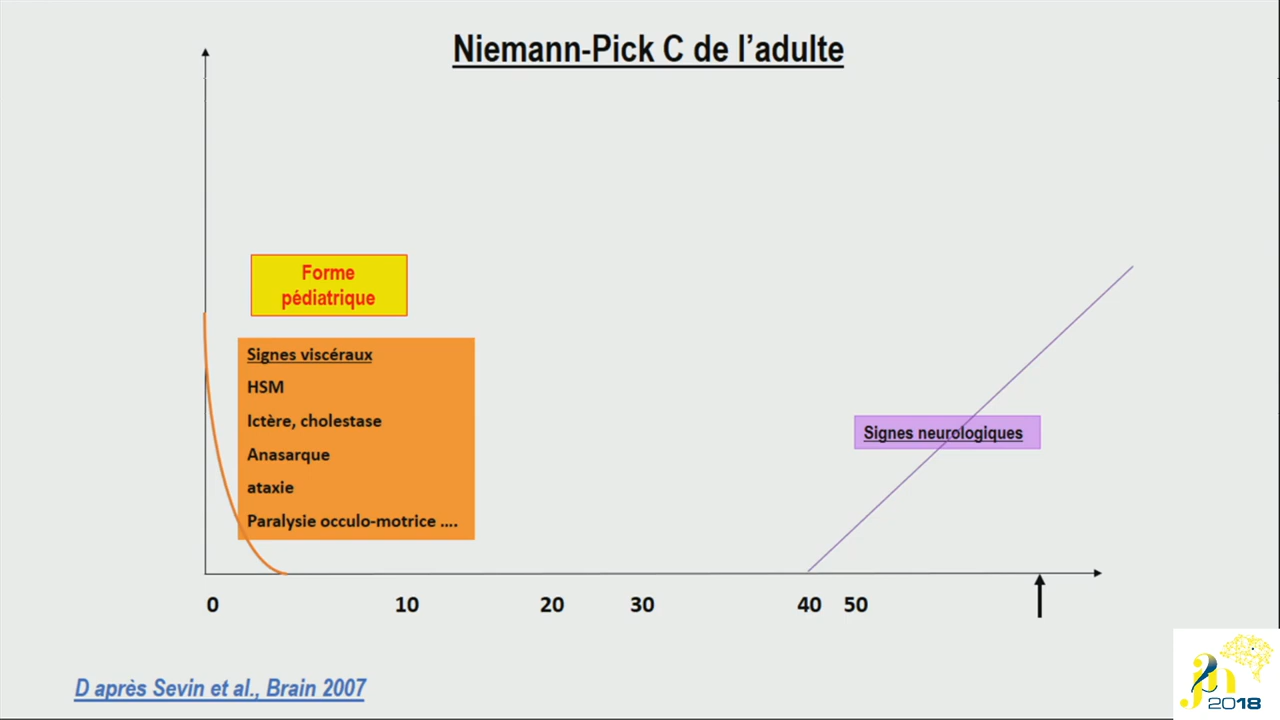 Niemann-Pick C de l’adulte
Forme
pédiatrique
Signes viscéraux
HSM
Ictère, cholestase
Anasarque
ataxie
Paralysie occulo-motrice ....
Signes neurologiques
0 10 20 30 40 50
D après Sevin et al., Brain 2007
2018